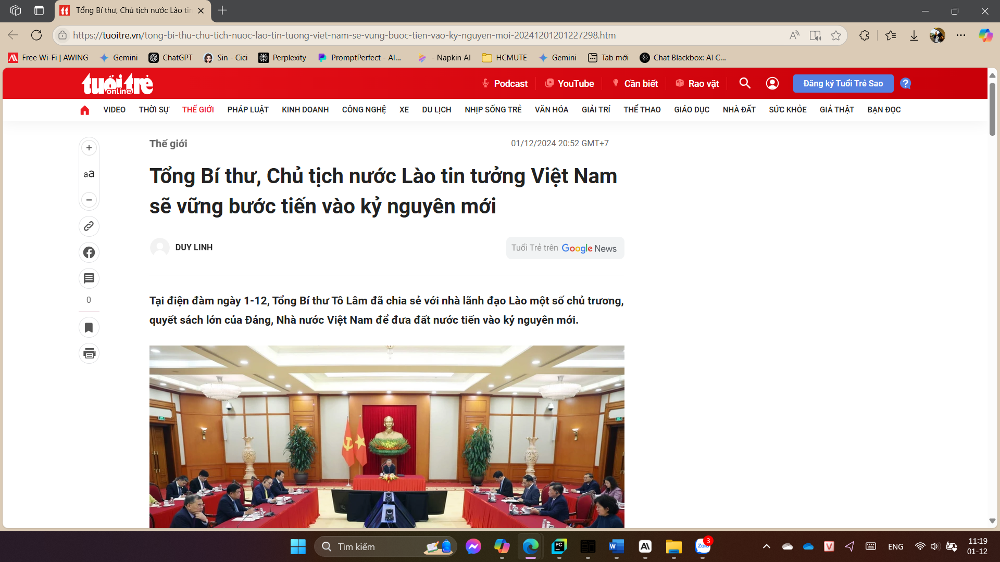 Tổng Bí thư, Chủ tịch nước Lào tin
https://tuoitre.vn/tong-bi-thu-chu-tich-nuoc-lao-tin-tuong-viet-nam-se-vung-buoc-tien-vao-ky-nguyen-moi-20241201201227298.htm
Free Wi-Fi | AWING Gemini ChatGPT Sin - Cici Perplexity PromptPerfect - AI... - Napkin AI HCMUTE Gemini Tab mới Chat Blackbox: AI C...
tuổi trẻ online Podcast YouTube Cần biết Rao vặt Đăng ký Tuổi Trẻ Sao ?
VIDEO THỜI SỰ THẾ GIỚI PHÁP LUẬT KINH DOANH CÔNG NGHỆ XE DU LỊCH NHỊP SỐNG TRẺ VĂN HÓA GIẢI TRÍ THỂ THAO GIÁO DỤC NHÀ ĐẤT SỨC KHỎE GIẢ THẬT BẠN ĐỌC
Thế giới 01/12/2024 20:52 GMT+7
aa
Tổng Bí thư, Chủ tịch nước Lào tin tưởng Việt Nam
sẽ vững bước tiến vào kỷ nguyên mới
DUY LINH Tuổi Trẻ trên Google News
0
Tại điện đàm ngày 1-12, Tổng Bí thư Tô Lâm đã chia sẻ với nhà lãnh đạo Lào một số chủ trương,
quyết sách lớn của Đảng, Nhà nước Việt Nam để đưa đất nước tiến vào kỷ nguyên mới.
Tìm kiếm PC W AI Zalo 3 V ENG 11:19
01-12